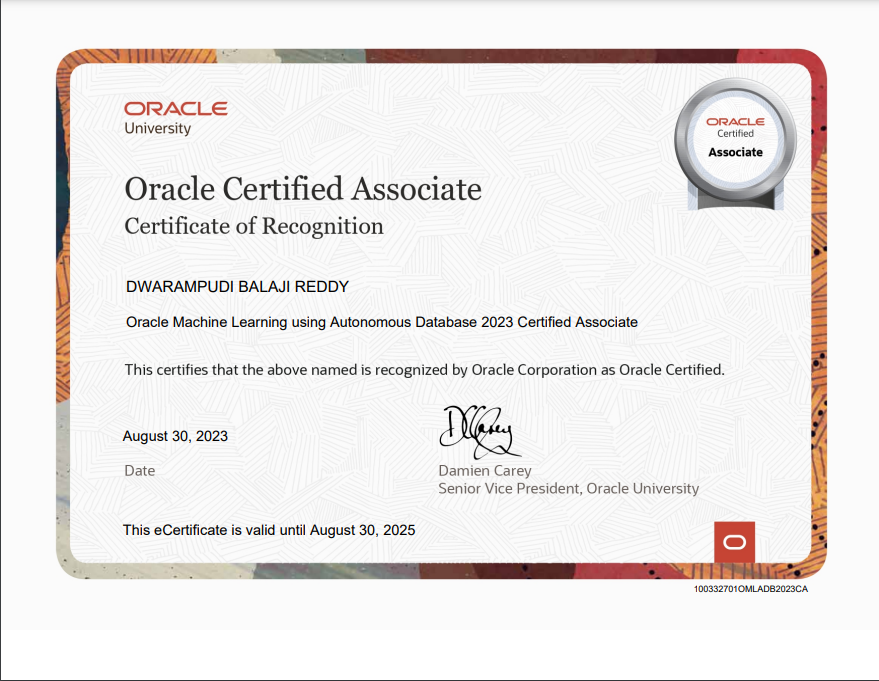 ORACLE
University
ORACLE
Certified
Associate
Oracle Certified Associate
Certificate of Recognition
DWARAMPUDI BALAJI REDDY
Oracle Machine Learning using Autonomous Database 2023 Certified Associate
This certifies that the above named is recognized by Oracle Corporation as Oracle Certified.
DCarey
August 30, 2023
Date
Damien Carey
Senior Vice President, Oracle University
This eCertificate is valid until August 30, 2025
100332701OMLADB2023CA